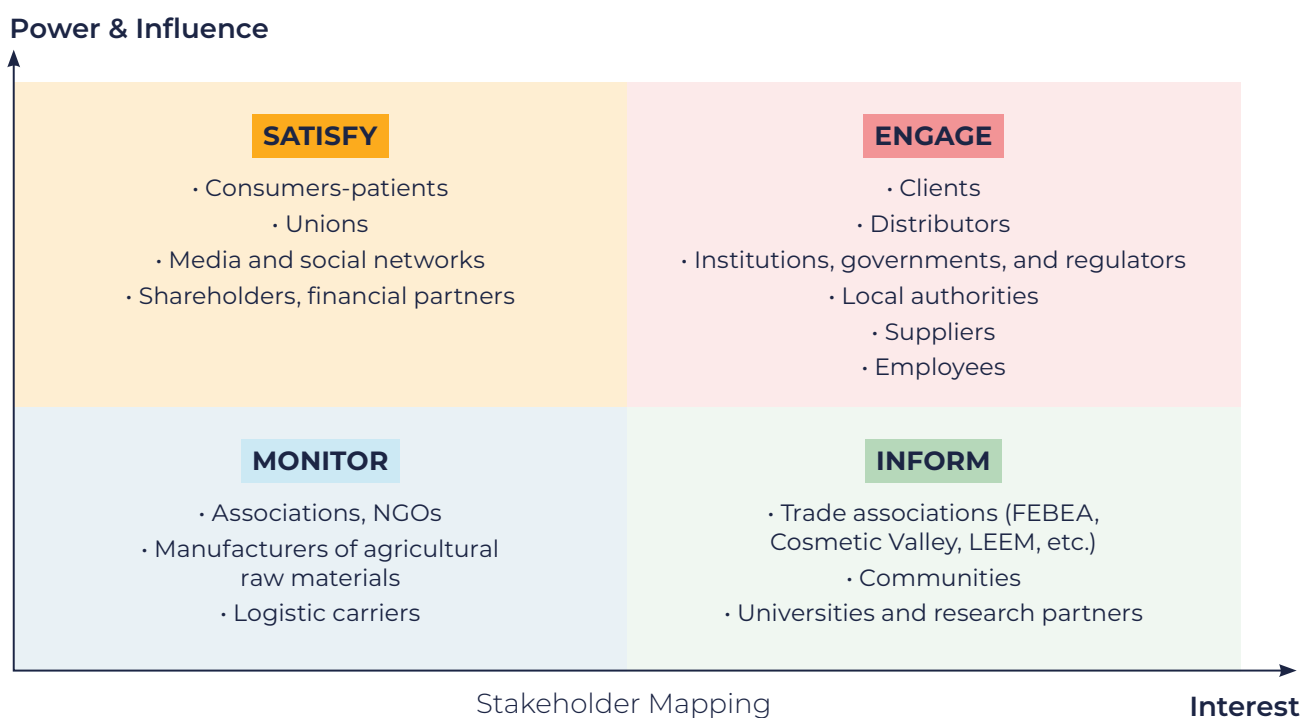 Power & Influence
SATISFY
· Consumers-patients
· Unions
· Media and social networks
· Shareholders, financial partners
ENGAGE
· Clients
· Distributors
· Institutions, governments, and regulators
· Local authorities
· Suppliers
· Employees
MONITOR
· Associations, NGOs
· Manufacturers of agricultural
raw materials
· Logistic carriers
INFORM
· Trade associations (FEBEA,
Cosmetic Valley, LEEM, etc.)
· Communities
· Universities and research partners
Stakeholder Mapping
Interest